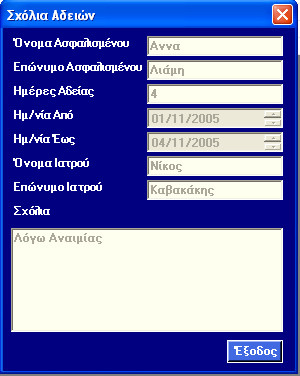 Σχόλια Αδειών
Όνομα Ασφαλισμένου Αννα
Επώνυμο Ασφαλισμένου Λιάμη
Ημέρες Αδείας 4
Ημ/νία Από 01/11/2005
Ημ/νία Έως 04/11/2005
Όνομα Ιατρού Νίκος
Επώνυμο Ιατρού Καβακάκης
Σχόλια
Λόγω Αναιμίας
Έξοδος